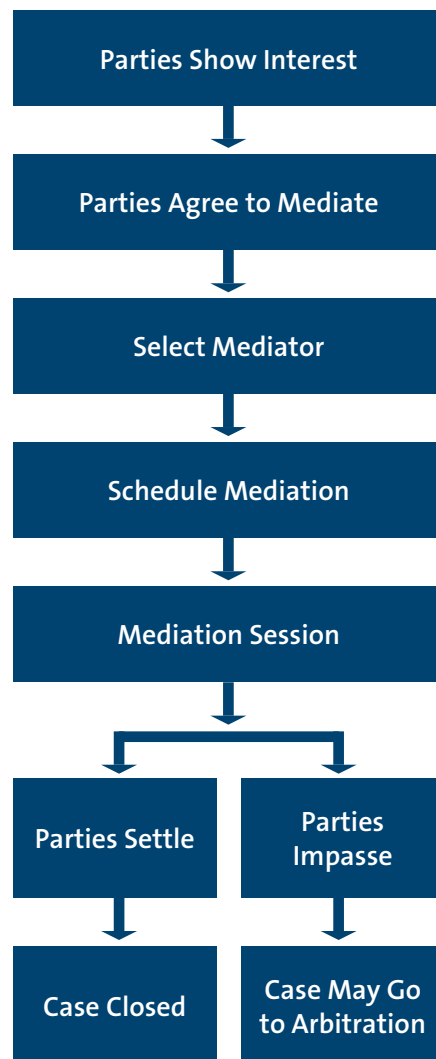 Parties Show Interest
Parties Agree to Mediate
Select Mediator
Schedule Mediation
Mediation Session
Parties Settle
Parties
Impasse
Case Closed
Case May Go
to Arbitration